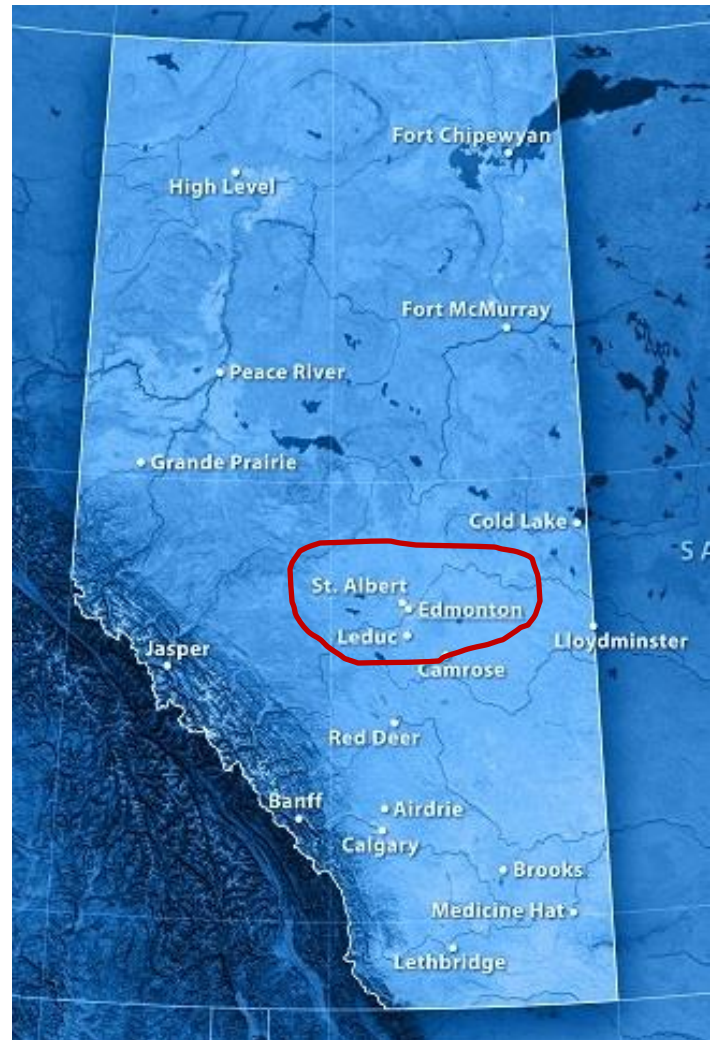 Fort Chipewyan
High Level
Fort McMurray
Peace River
Grande Prairie
Cold Lake
S A
St. Albert
Edmonton
Leduc
Lloydminster
Jasper
Camrose
Red Deer
Banff
Airdrie
Calgary
Brooks
Medicine Hat
Lethbridge